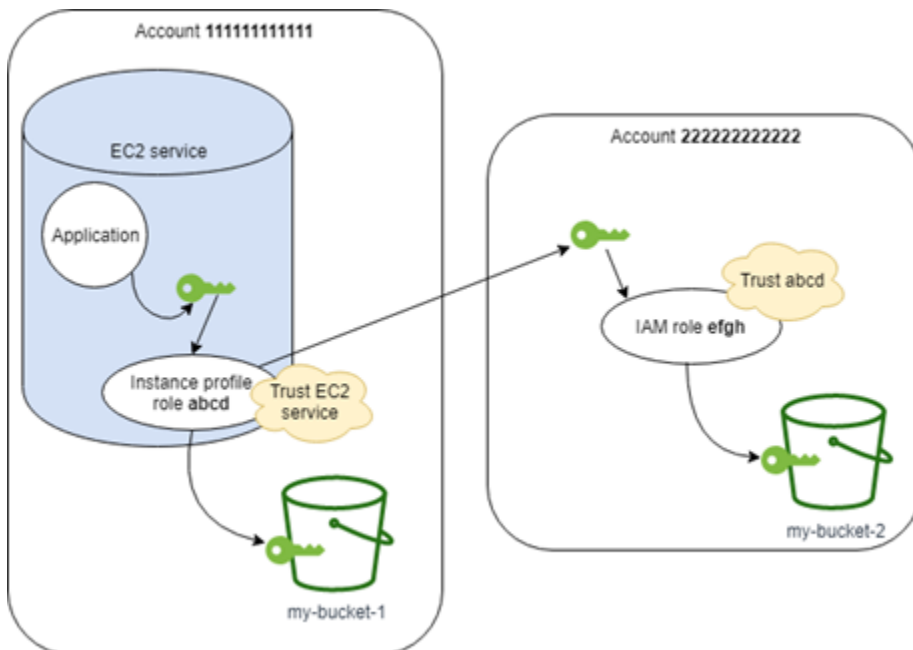 Account 111111111111
EC2 service
Application
Instance profile
role abcd
Trust EC2
service
my-bucket-1
Account 222222222222
Trust abcd
IAM role efgh
my-bucket-2